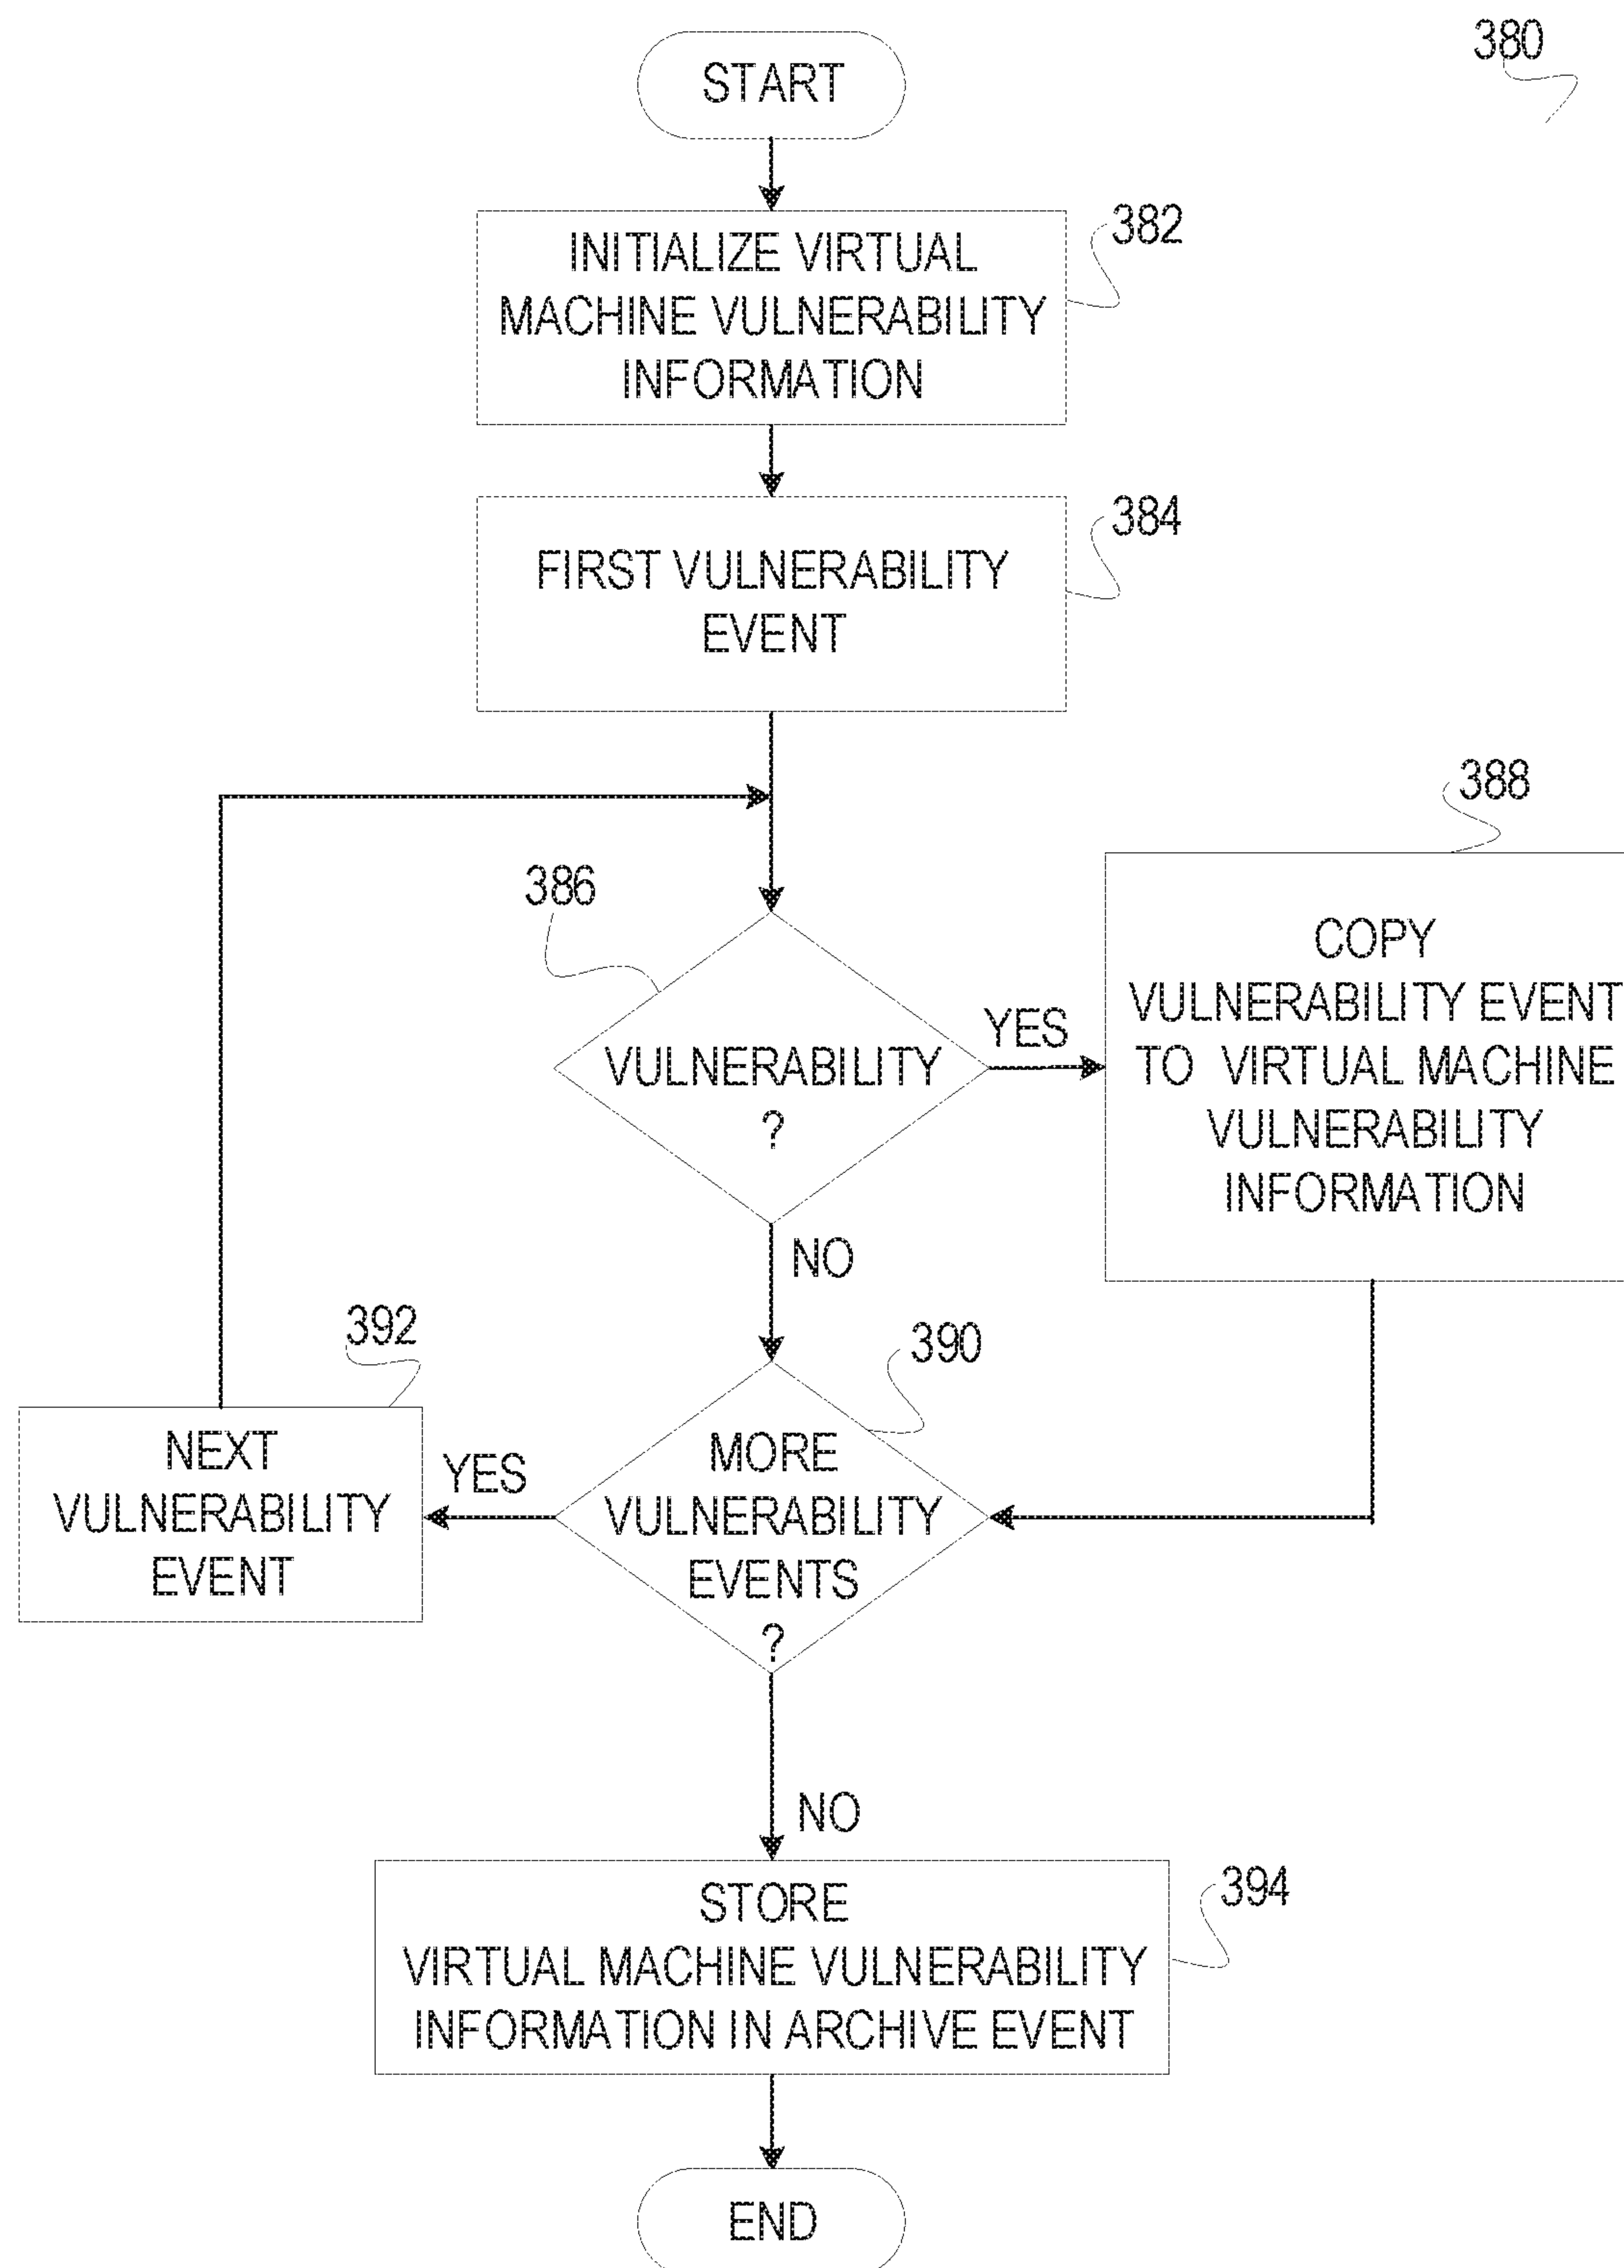 380
START
382
INITIALIZE VIRTUAL
MACHINE VULNERABILITY
INFORMATION
384
FIRST VULNERABILITY
EVENT
386
VULNERABILITY
?
YES
388
COPY
VULNERABILITY EVENT
TO VIRTUAL MACHINE
VULNERABILITY
INFORMATION
NO
390
MORE
VULNERABILITY
EVENTS
?
YES
392
NEXT
VULNERABILITY
EVENT
NO
394
STORE
VIRTUAL MACHINE VULNERABILITY
INFORMATION IN ARCHIVE EVENT
END